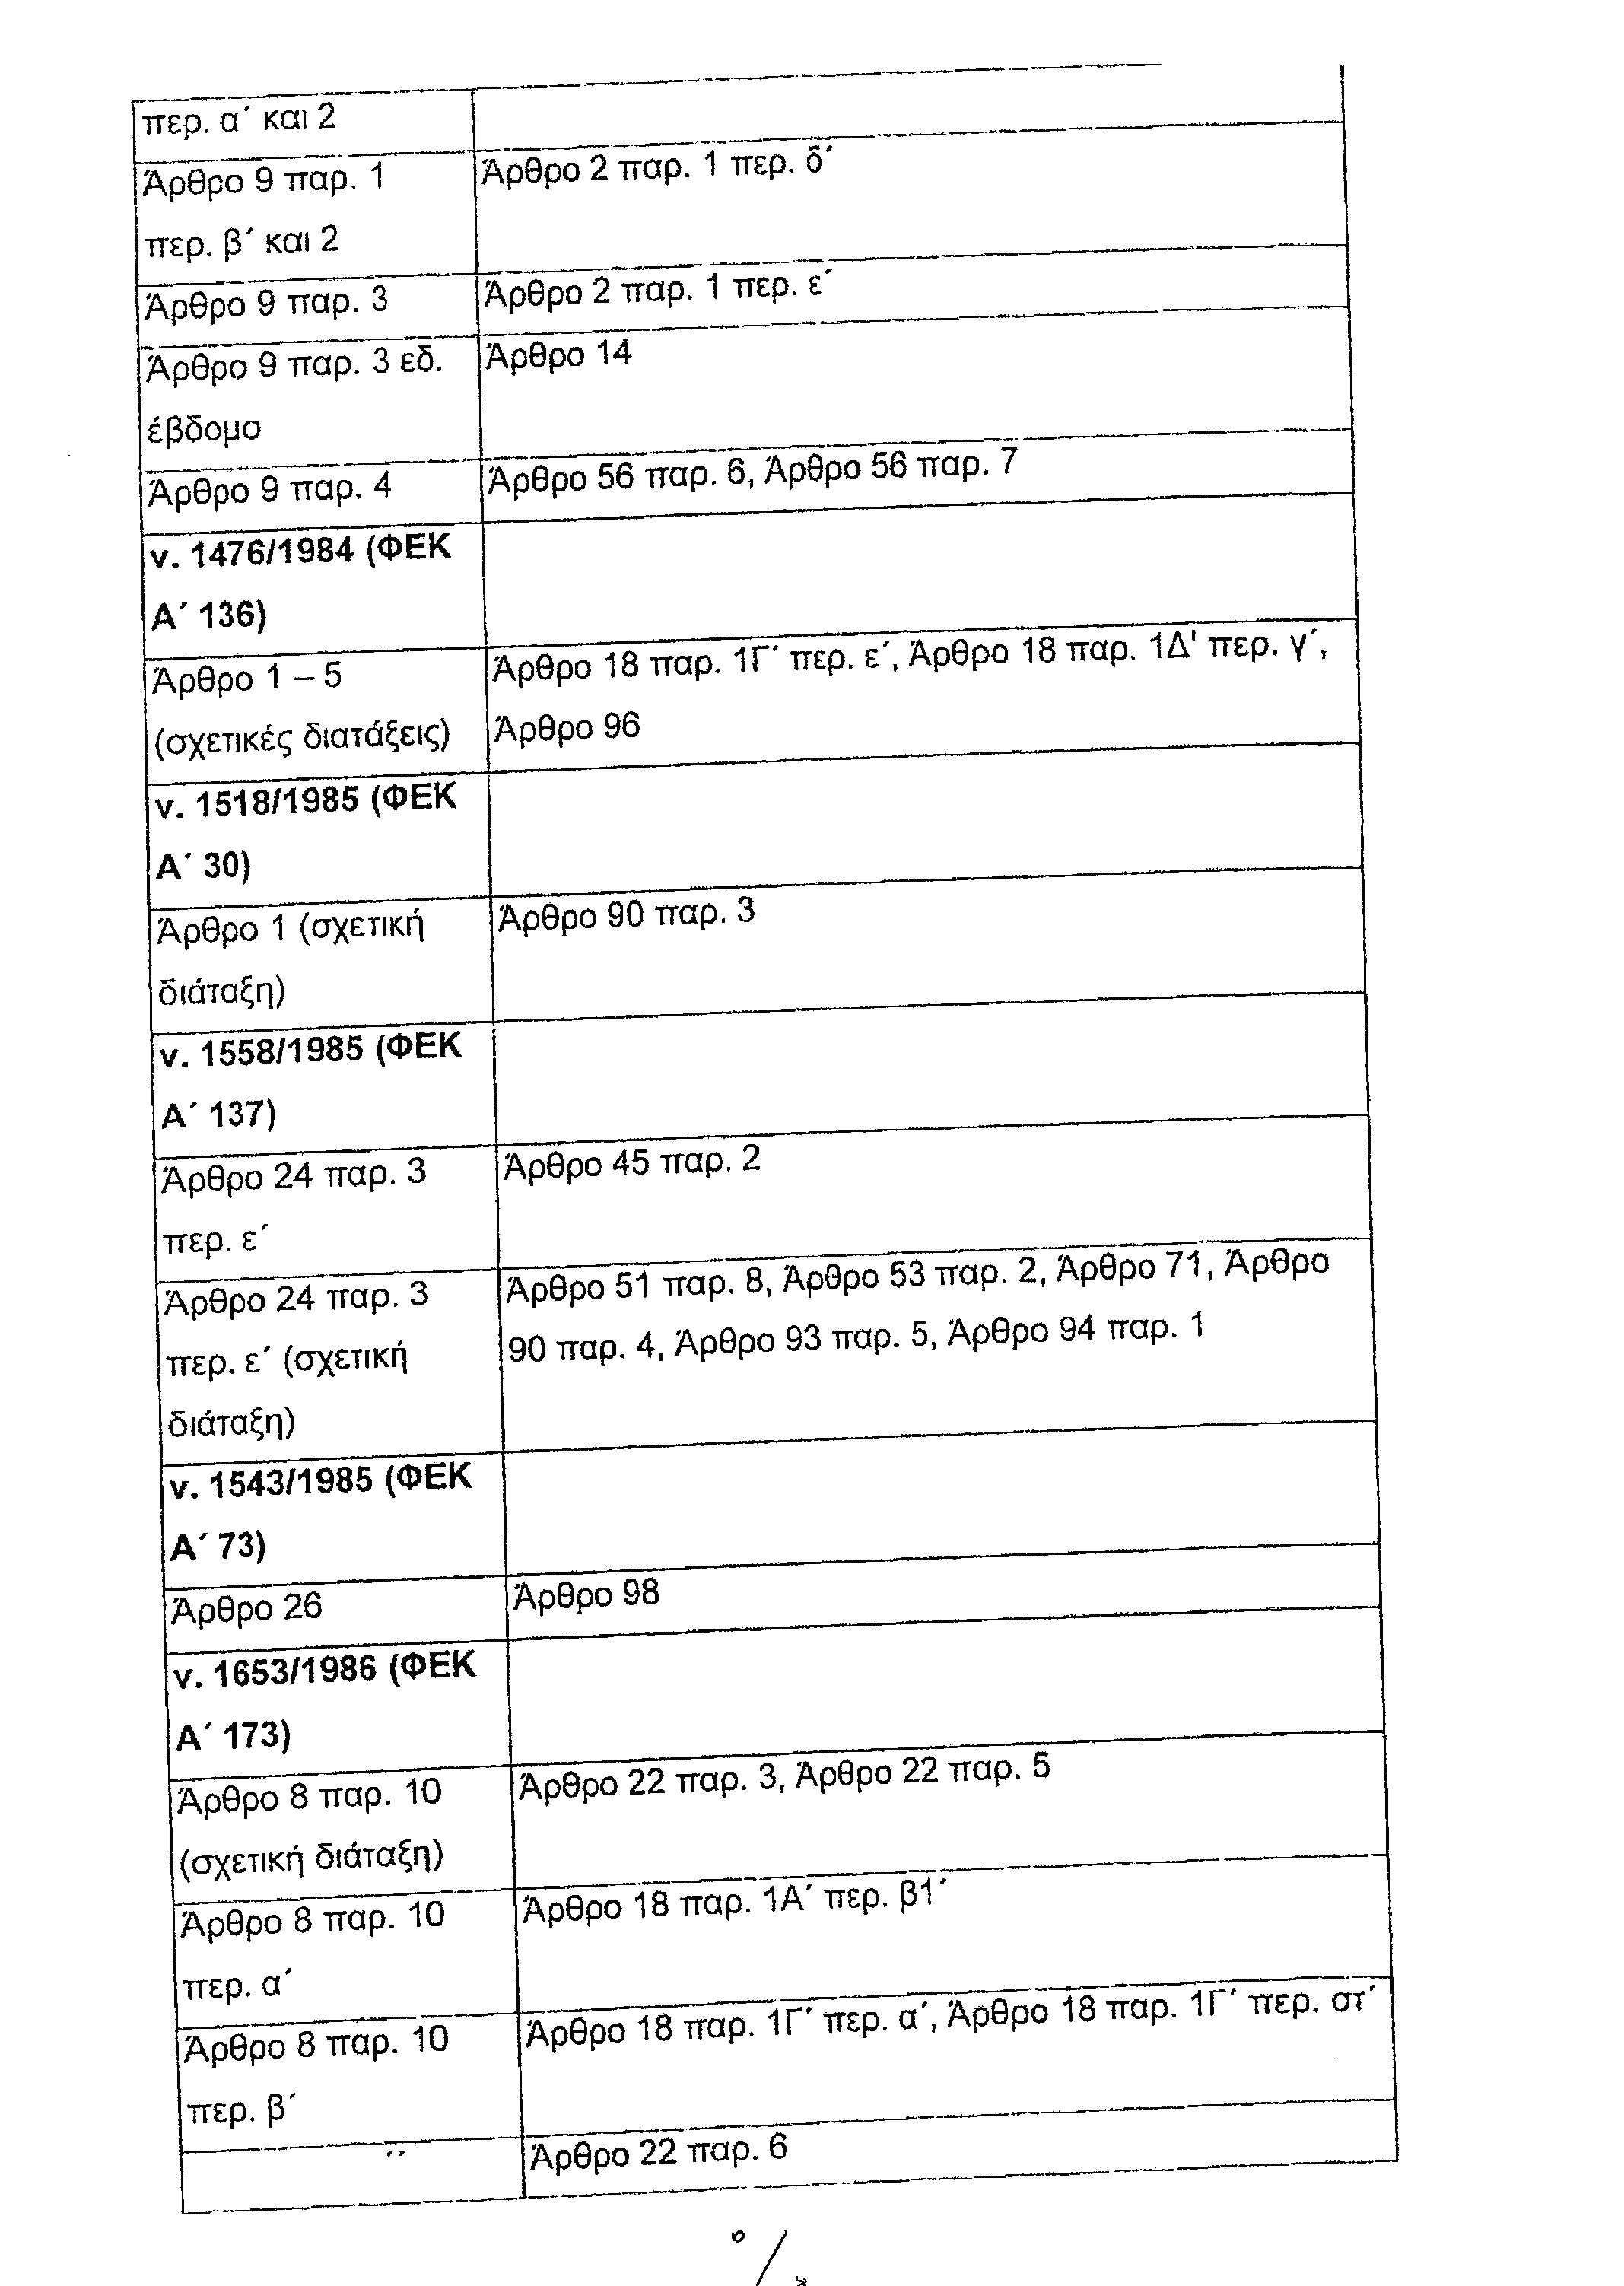 περ. α΄ και 2
Άρθρο 9 παρ. 1
περ. β΄ και 2
Άρθρο 2 παρ. 1 περ. δ΄
Άρθρο 9 παρ. 3
Άρθρο 2 παρ. 1 περ. ε΄
Άρθρο 9 παρ. 3 εδ.
έβδομο
Άρθρο 14
Άρθρο 9 παρ. 4
Άρθρο 56 παρ. 6, Άρθρο 56 παρ. 7
ν. 1476/1984 (ΦΕΚ
Α΄ 136)
Άρθρο 1 – 5
(σχετικές διατάξεις)
Άρθρο 18 παρ. 1Γ΄ περ. ε΄, Άρθρο 18 παρ. 1Δ' περ. γ΄,
Άρθρο 96
ν. 1518/1985 (ΦΕΚ
Α΄ 30)
Άρθρο 1 (σχετική
διάταξη)
Άρθρο 90 παρ. 3
ν. 1558/1985 (ΦΕΚ
Α΄ 137)
Άρθρο 24 παρ. 3
περ. ε΄
Άρθρο 45 παρ. 2
Άρθρο 24 παρ. 3
περ. ε΄ (σχετική
διάταξη)
Άρθρο 51 παρ. 8, Άρθρο 53 παρ. 2, Άρθρο 71, Άρθρο
90 παρ. 4, Άρθρο 93 παρ. 5, Άρθρο 94 παρ. 1
ν. 1543/1985 (ΦΕΚ
Α΄ 73)
Άρθρο 26
Άρθρο 98
ν. 1653/1986 (ΦΕΚ
Α΄ 173)
Άρθρο 8 παρ. 10
(σχετική διάταξη)
Άρθρο 22 παρ. 3, Άρθρο 22 παρ. 5
Άρθρο 8 παρ. 10
περ. α΄
Άρθρο 18 παρ. 1Α΄ περ. β1΄
Άρθρο 8 παρ. 10
περ. β΄
Άρθρο 18 παρ. 1Γ΄ περ. α΄, Άρθρο 18 παρ. 1Γ΄ περ. στ΄
Άρθρο 22 παρ. 6